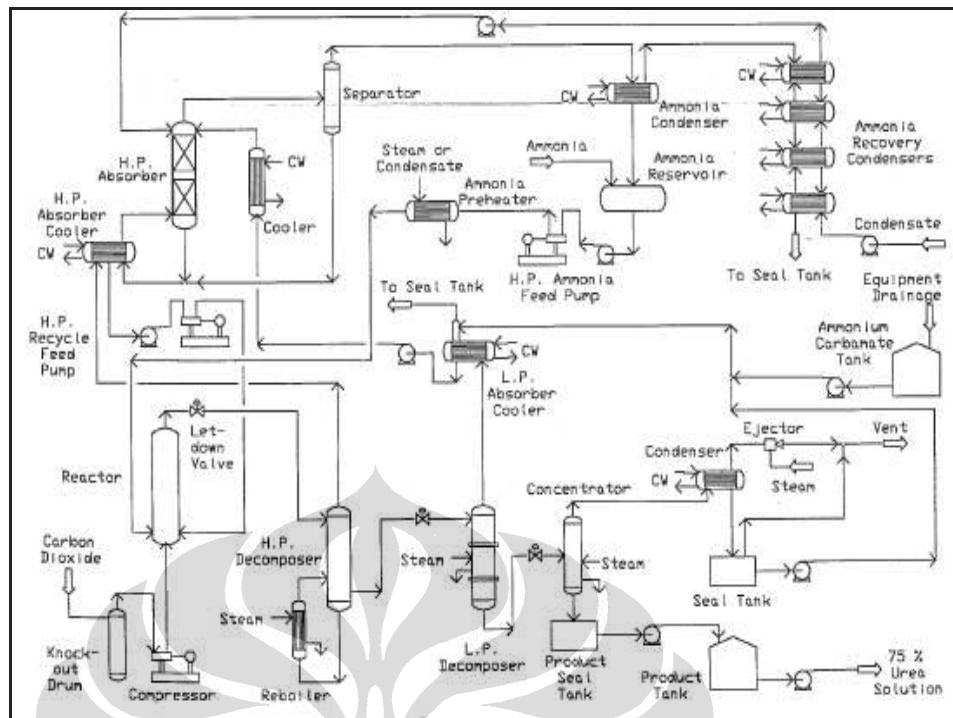 CW
Separator
CW
Ammonia
Condenser
Ammonia
Recovery
Condensers
H.P.
Absorber
CW
Steam or
Condensate
Ammonia
Ammonia
Reservoir
Ammonia
Preheater
H.P.
Absorber
Cooler
CW
Cooler
Condensate
H.P. Ammonia
Feed Pump
To Seal Tank
To Seal Tank
Equipment
Drainage
H.P.
Recycle
Feed
Pump
CW
Ammonium
Carbamate
Tank
L.P.
Absorber
Cooler
Let-
down
Valve
Ejector
Vent
Condenser
CW
Steam
Reactor
Concentrator
Carbon
Dioxide
H.P.
Decomposer
Steam
Steam
Seal Tank
Steam
Knock-
out
Drum
Compressor
Reboiler
L.P.
Decomposer
Product
Seal
Tank
Product
Tank
75 %
Urea
Solution